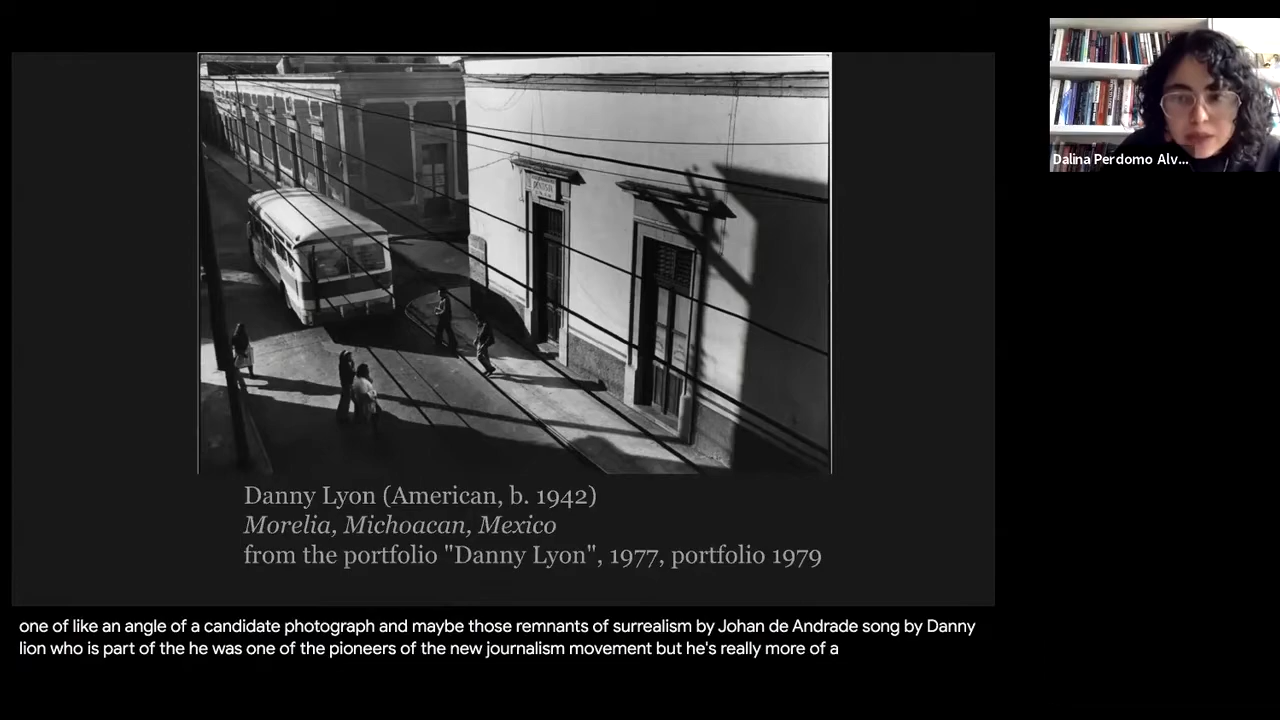 Dalina Perdomo Alv...
Danny Lyon (American, b. 1942)
Morelia, Michoacan, Mexico
from the portfolio "Danny Lyon", 1977, portfolio 1979
one of like an angle of a candidate photograph and maybe those remnants of surrealism by Johan de Andrade song by Danny
lion who is part of the he was one of the pioneers of the new journalism movement but he's really more of a